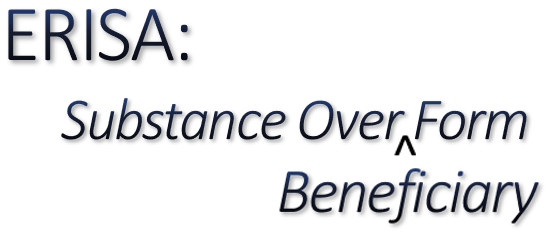 ERISA:
Substance Over ^ Form
Beneficiary